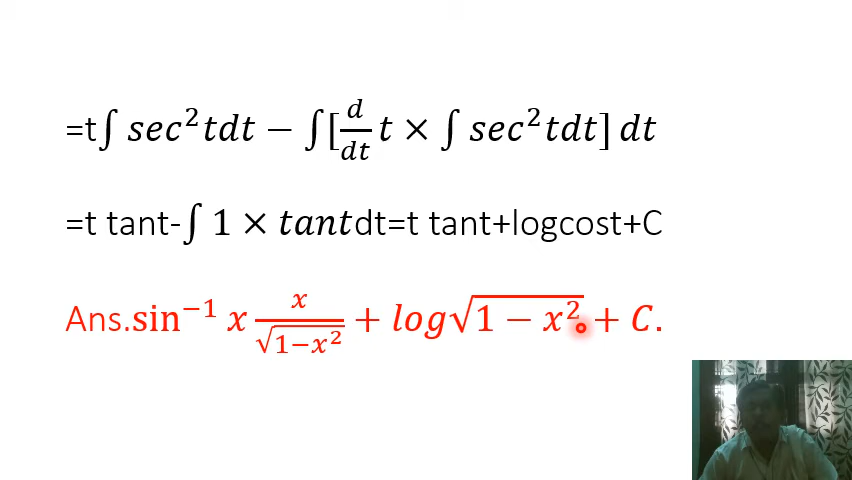 =t∫ sec²tdt − ∫[d/dt t × ∫ sec²tdt] dt
=t tant-∫ 1 × tantdt=t tant+logcost+C
Ans.sin⁻¹ x x/√(1−x²) + log√(1 − x²) + C.